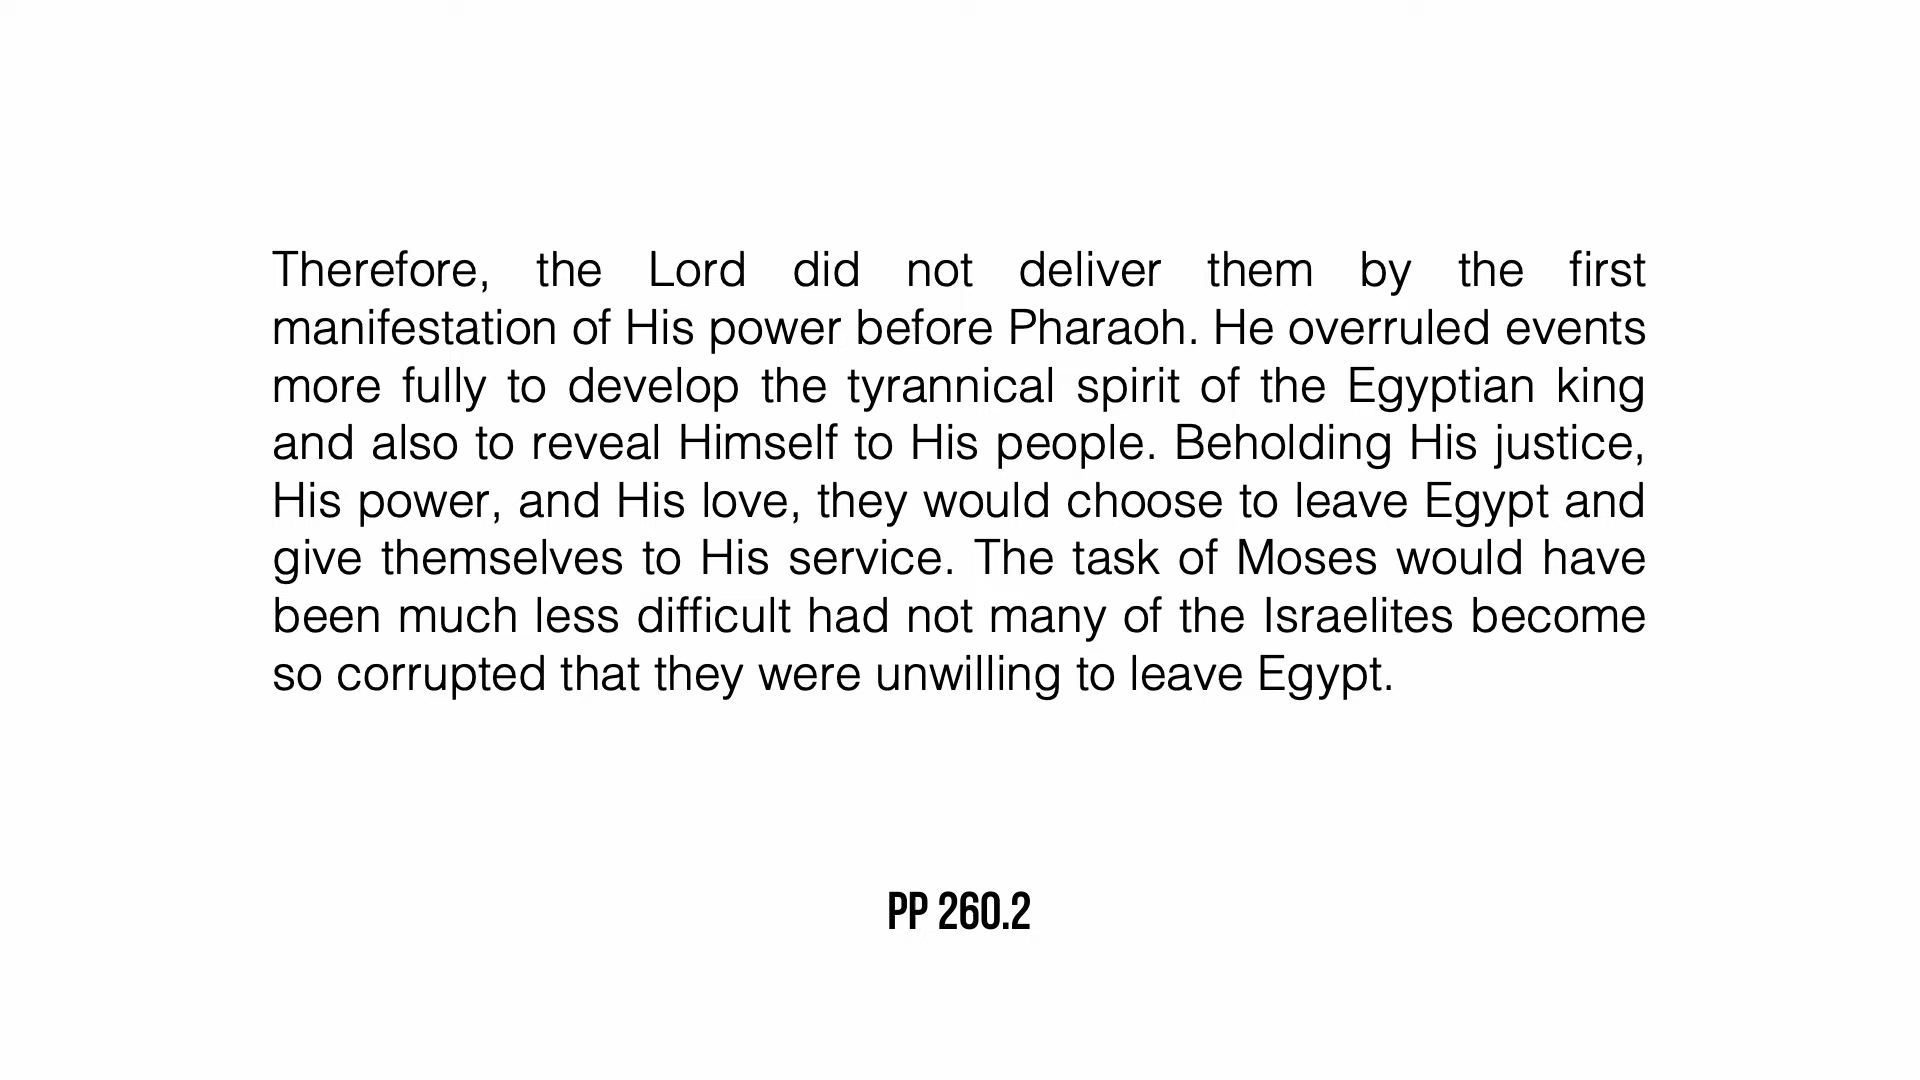 Therefore, the Lord did not deliver them by the first
manifestation of His power before Pharaoh. He overruled events
more fully to develop the tyrannical spirit of the Egyptian king
and also to reveal Himself to His people. Beholding His justice,
His power, and His love, they would choose to leave Egypt and
give themselves to His service. The task of Moses would have
been much less difficult had not many of the Israelites become
so corrupted that they were unwilling to leave Egypt.
PP 260.2